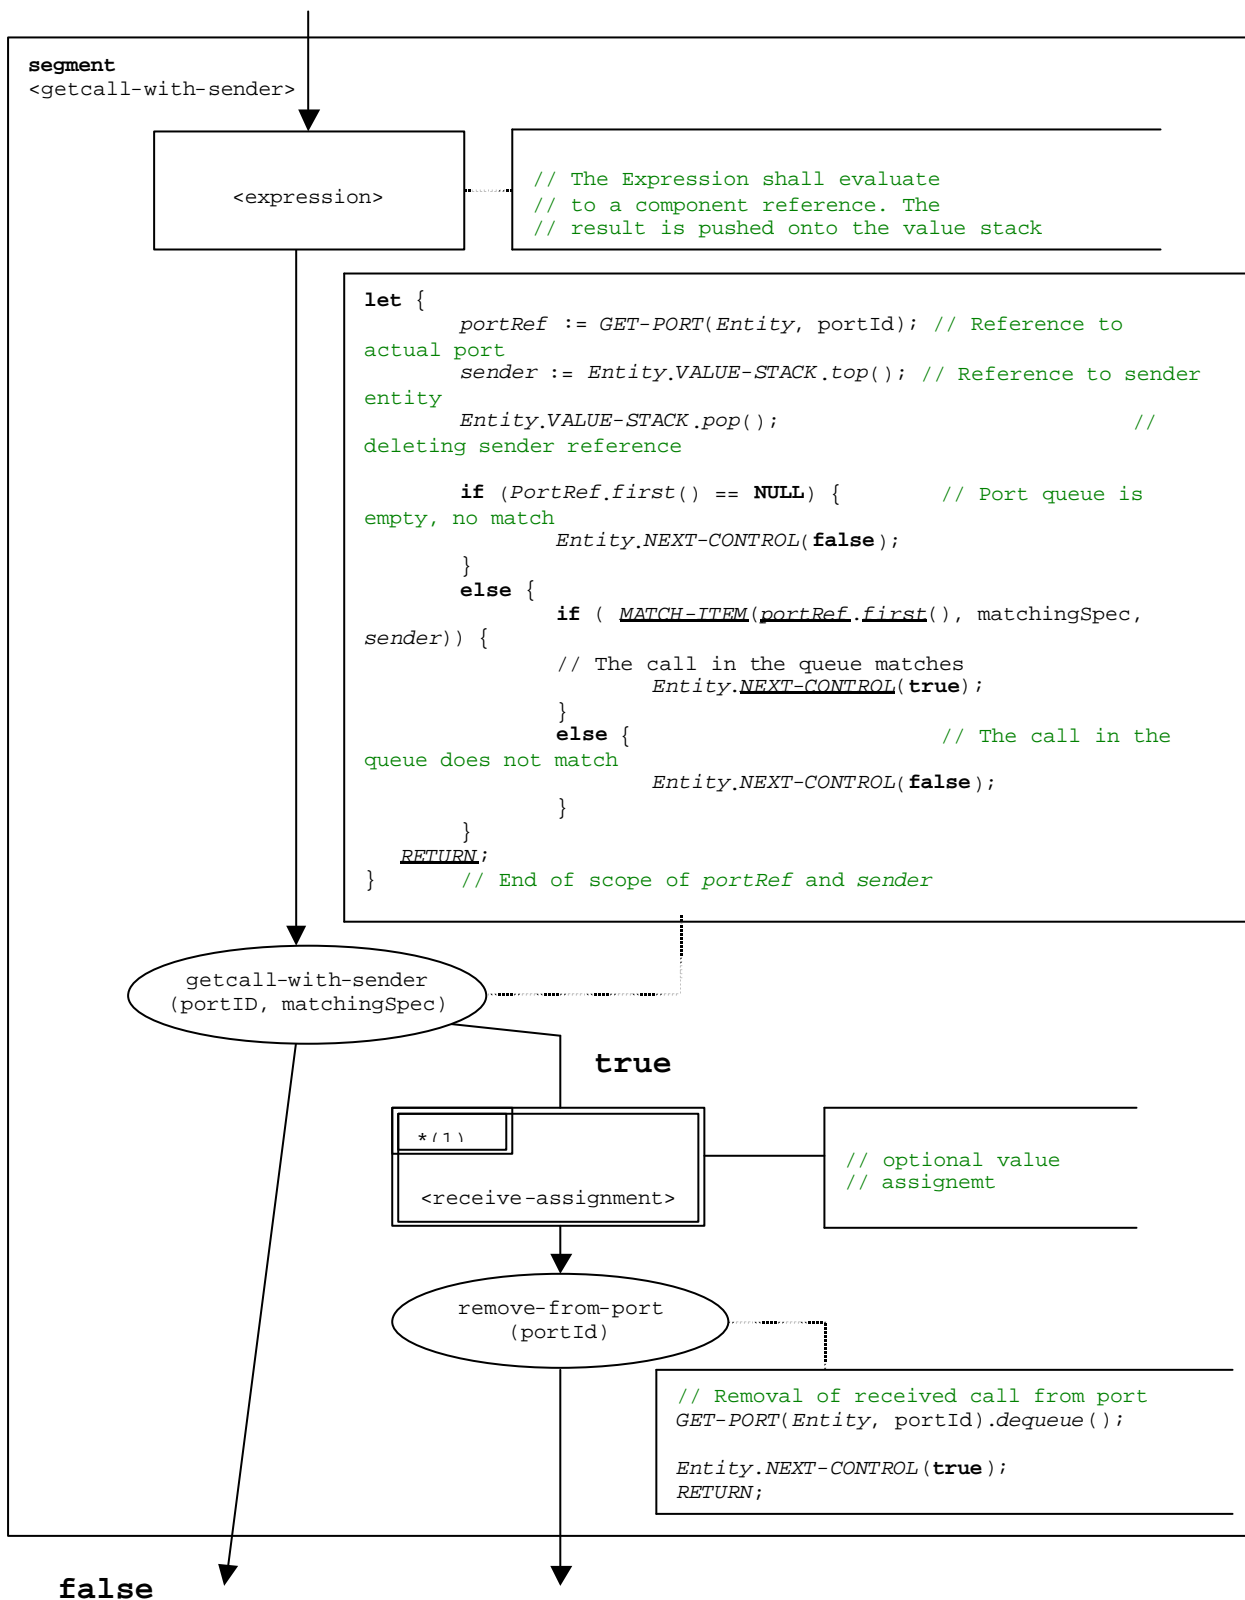 segment
<getcall-with-sender>
<expression>
// The Expression shall evaluate
// to a component reference. The
// result is pushed onto the value stack
let {
portRef := GET-PORT(Entity, portId); // Reference to
actual port
sender := Entity.VALUE-STACK.top(); // Reference to sender
entity
Entity.VALUE-STACK.pop(); //
deleting sender reference
if (PortRef.first() == NULL) { // Port queue is
empty, no match
Entity.NEXT-CONTROL(false);
}
else {
if ( MATCH-ITEM(portRef.first(), matchingSpec,
sender)) {
// The call in the queue matches
Entity.NEXT-CONTROL(true);
}
else { // The call in the
queue does not match
Entity.NEXT-CONTROL(false);
}
}
RETURN;
} // End of scope of portRef and sender
getcall-with-sender
(portID, matchingSpec)
true
*(1)
<receive-assignment>
// optional value
// assignemt
remove-from-port
(portId)
// Removal of received call from port
GET-PORT(Entity, portId).dequeue();
Entity.NEXT-CONTROL(true);
RETURN;
false